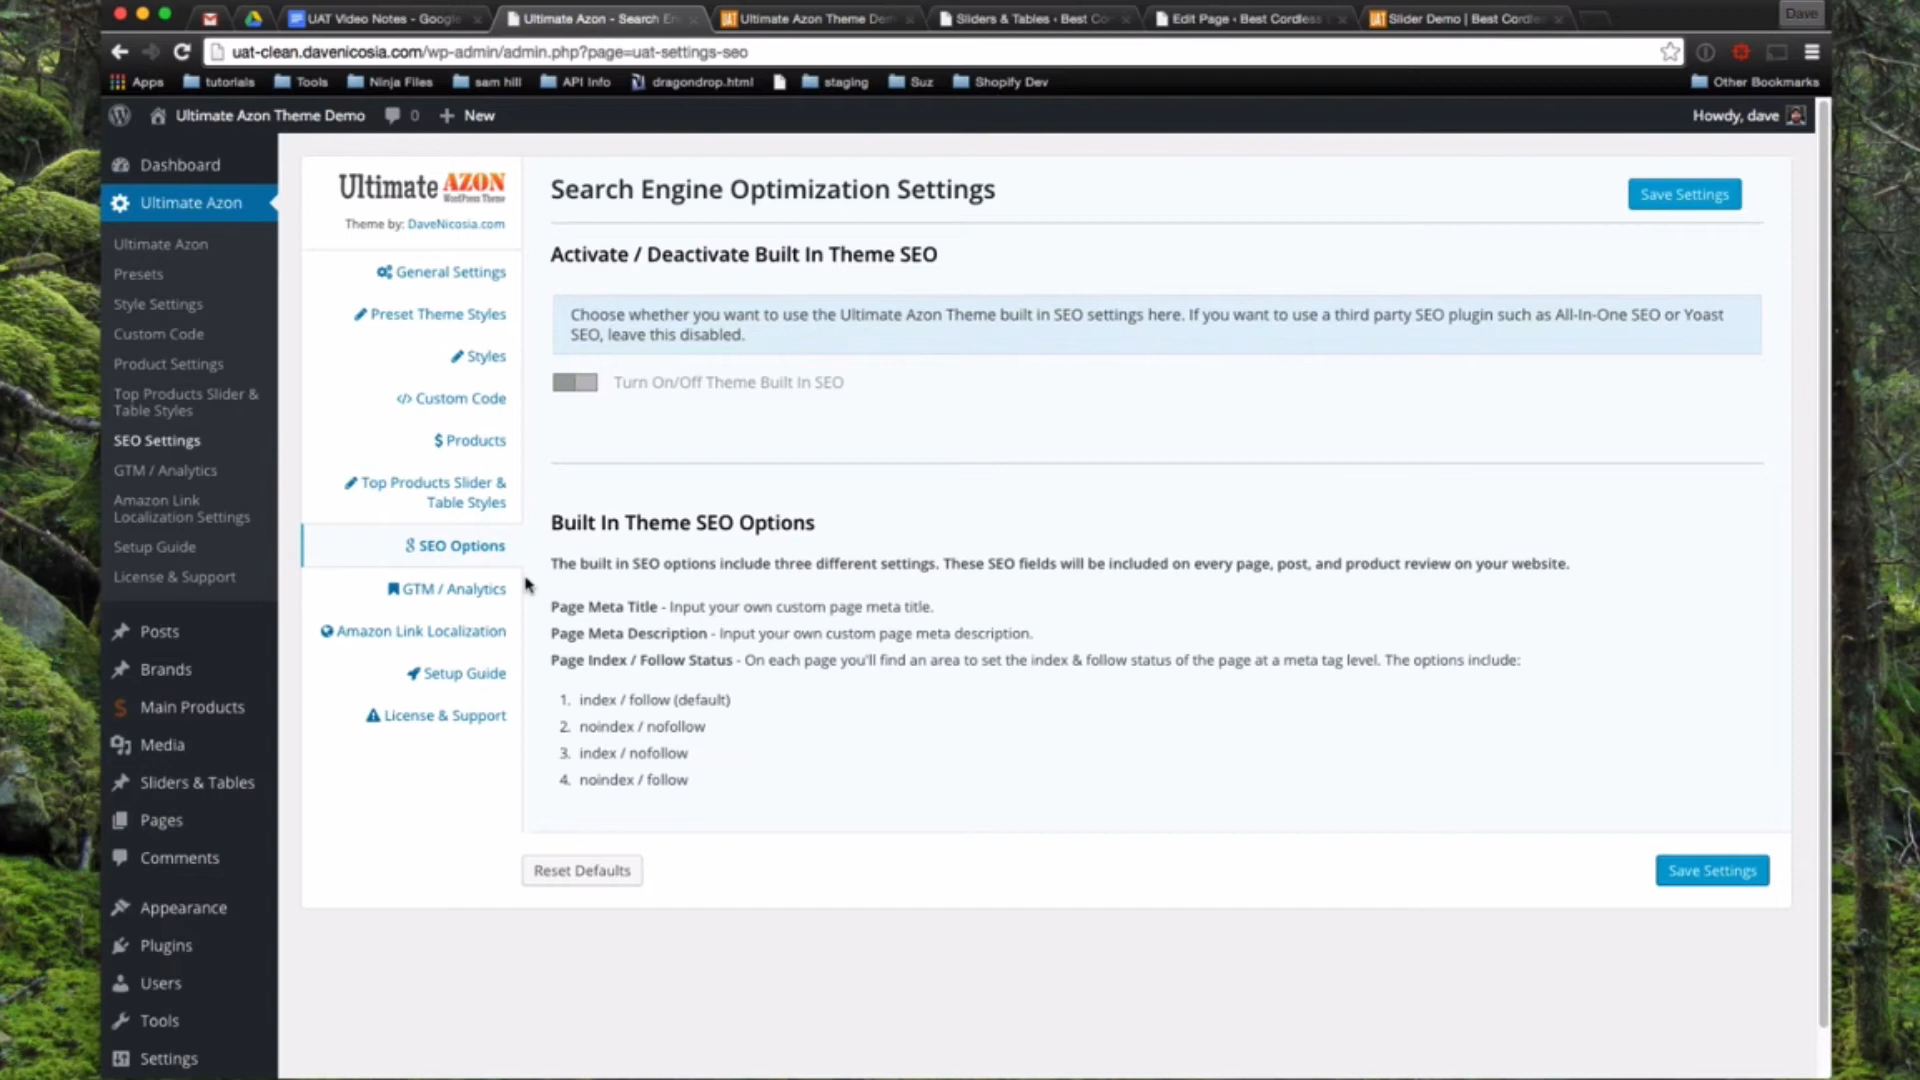 UAT Video Notes - Google
Ultimate Azon - Search En
Ultimate Azon Theme Dem
Sliders & Tables ‹ Best Co
Edit Page ‹ Best Cordless
Slider Demo | Best Cordle
Dave
uat-clean.davenicosia.com/wp-admin/admin.php?page=uat-settings-seo
Apps
tutorials
Tools
Ninja Files
sam hill
API Info
dragondrop.html
staging
Suz
Shopify Dev
Other Bookmarks
Ultimate Azon Theme Demo
0
New
Howdy, dave
Dashboard
Ultimate Azon
Ultimate Azon
Presets
Style Settings
Custom Code
Product Settings
Top Products Slider &
Table Styles
SEO Settings
GTM / Analytics
Amazon Link
Localization Settings
Setup Guide
License & Support
Posts
Brands
Main Products
Media
Sliders & Tables
Pages
Comments
Appearance
Plugins
Users
Tools
Settings
Ultimate AZON
WordPress Theme
Theme by: DaveNicosia.com
General Settings
Preset Theme Styles
Styles
</> Custom Code
$ Products
Top Products Slider &
Table Styles
SEO Options
GTM / Analytics
Amazon Link Localization
Setup Guide
License & Support
Search Engine Optimization Settings
Save Settings
Activate / Deactivate Built In Theme SEO
Choose whether you want to use the Ultimate Azon Theme built in SEO settings here. If you want to use a third party SEO plugin such as All-In-One SEO or Yoast
SEO, leave this disabled.
Turn On/Off Theme Built In SEO
Built In Theme SEO Options
The built in SEO options include three different settings. These SEO fields will be included on every page, post, and product review on your website.
Page Meta Title - Input your own custom page meta title.
Page Meta Description - Input your own custom page meta description.
Page Index / Follow Status - On each page you'll find an area to set the index & follow status of the page at a meta tag level. The options include:
1. index / follow (default)
2. noindex / nofollow
3. index / nofollow
4. noindex / follow
Reset Defaults
Save Settings